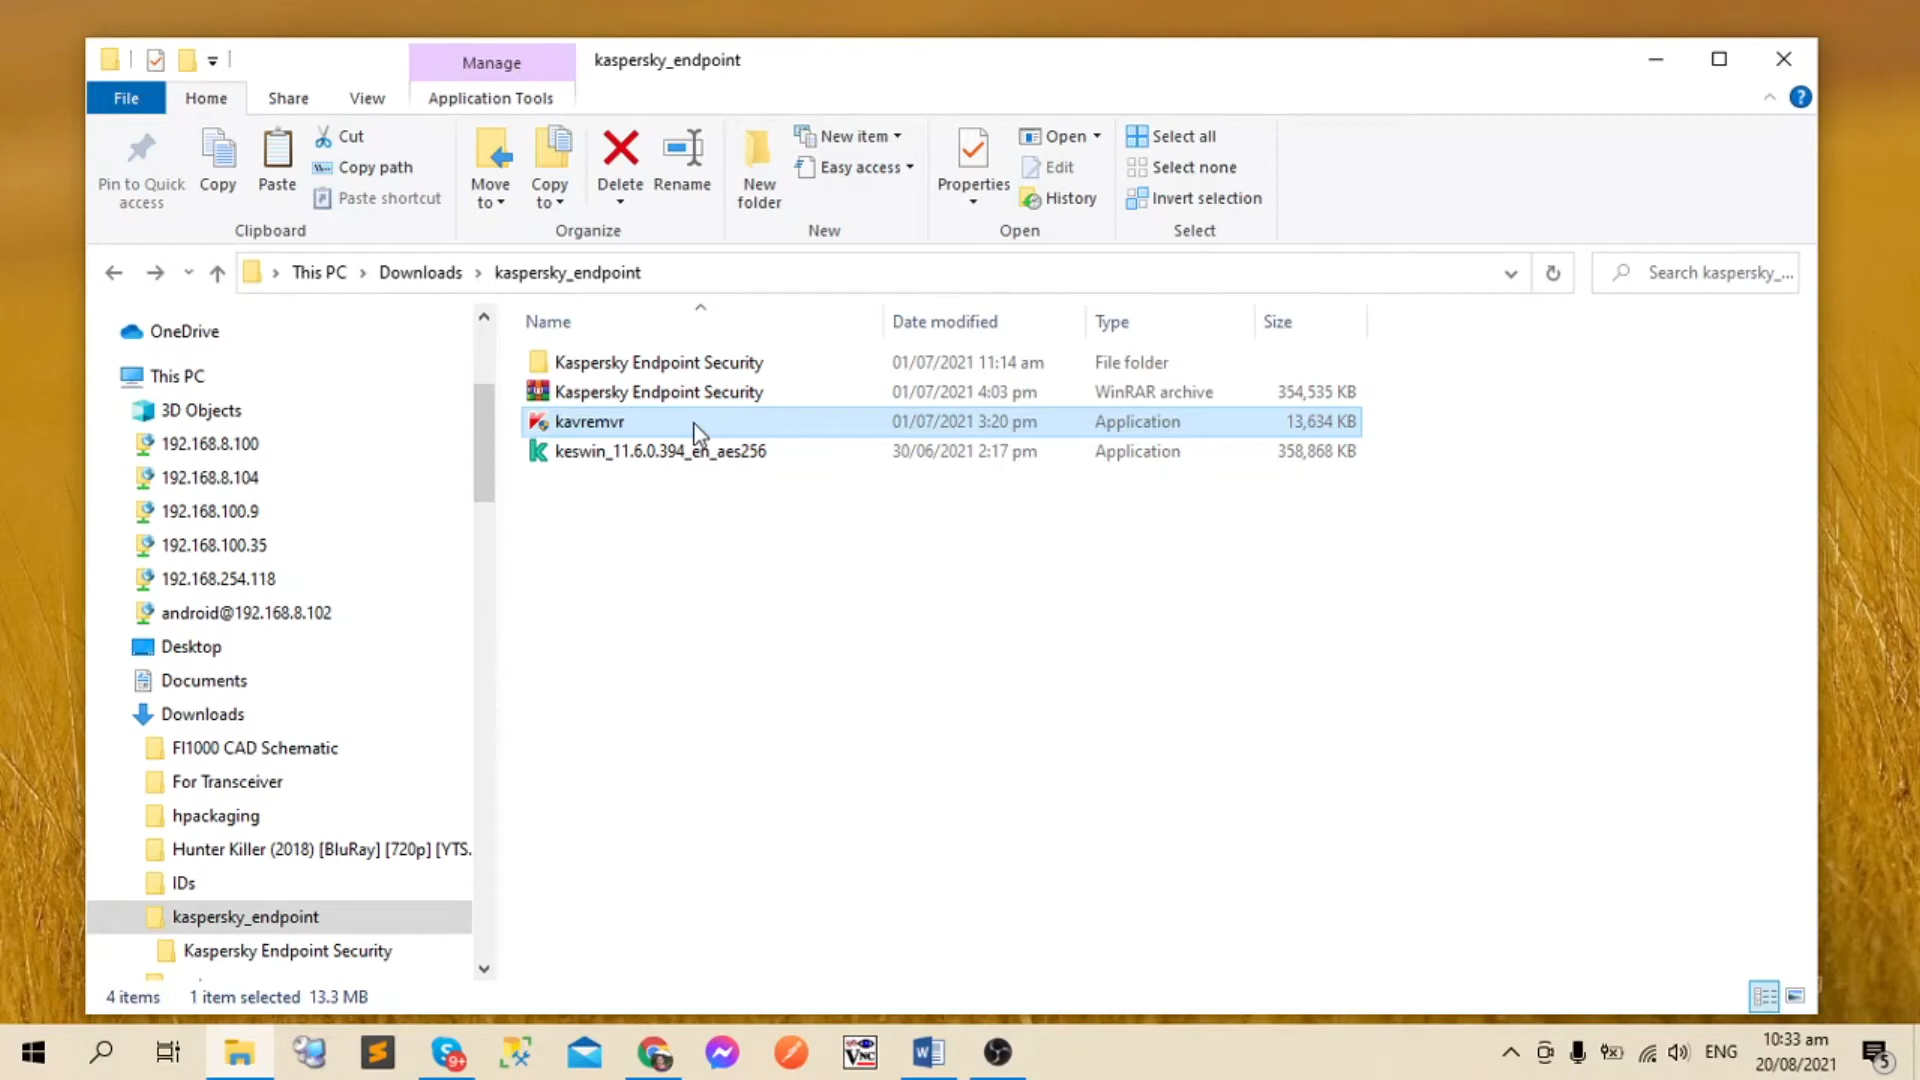 Manage
kaspersky_endpoint
File
Home
Share
View
Application Tools
Pin to Quick access
Copy
Paste
Cut
Copy path
Paste shortcut
Clipboard
Move to
Copy to
Delete
Rename
Organize
New folder
New item
Easy access
New
Properties
Open
Edit
History
Open
Select all
Select none
Invert selection
Select
This PC > Downloads > kaspersky_endpoint
Search kaspersky_...
Name Date modified Type Size
Kaspersky Endpoint Security 01/07/2021 11:14 am File folder
Kaspersky Endpoint Security 01/07/2021 4:03 pm WinRAR archive 354,535 KB
kavremvr 01/07/2021 3:20 pm Application 13,634 KB
keswin_11.6.0.394_en_aes256 30/06/2021 2:17 pm Application 358,868 KB
OneDrive
This PC
3D Objects
192.168.8.100
192.168.8.104
192.168.100.9
192.168.100.35
192.168.254.118
android@192.168.8.102
Desktop
Documents
Downloads
FI1000 CAD Schematic
For Transceiver
hpackaging
Hunter Killer (2018) [BluRay] [720p] [YTS.
IDs
kaspersky_endpoint
Kaspersky Endpoint Security
4 items 1 item selected 13.3 MB
9+
VNC
ENG
10:33 am
20/08/2021
5